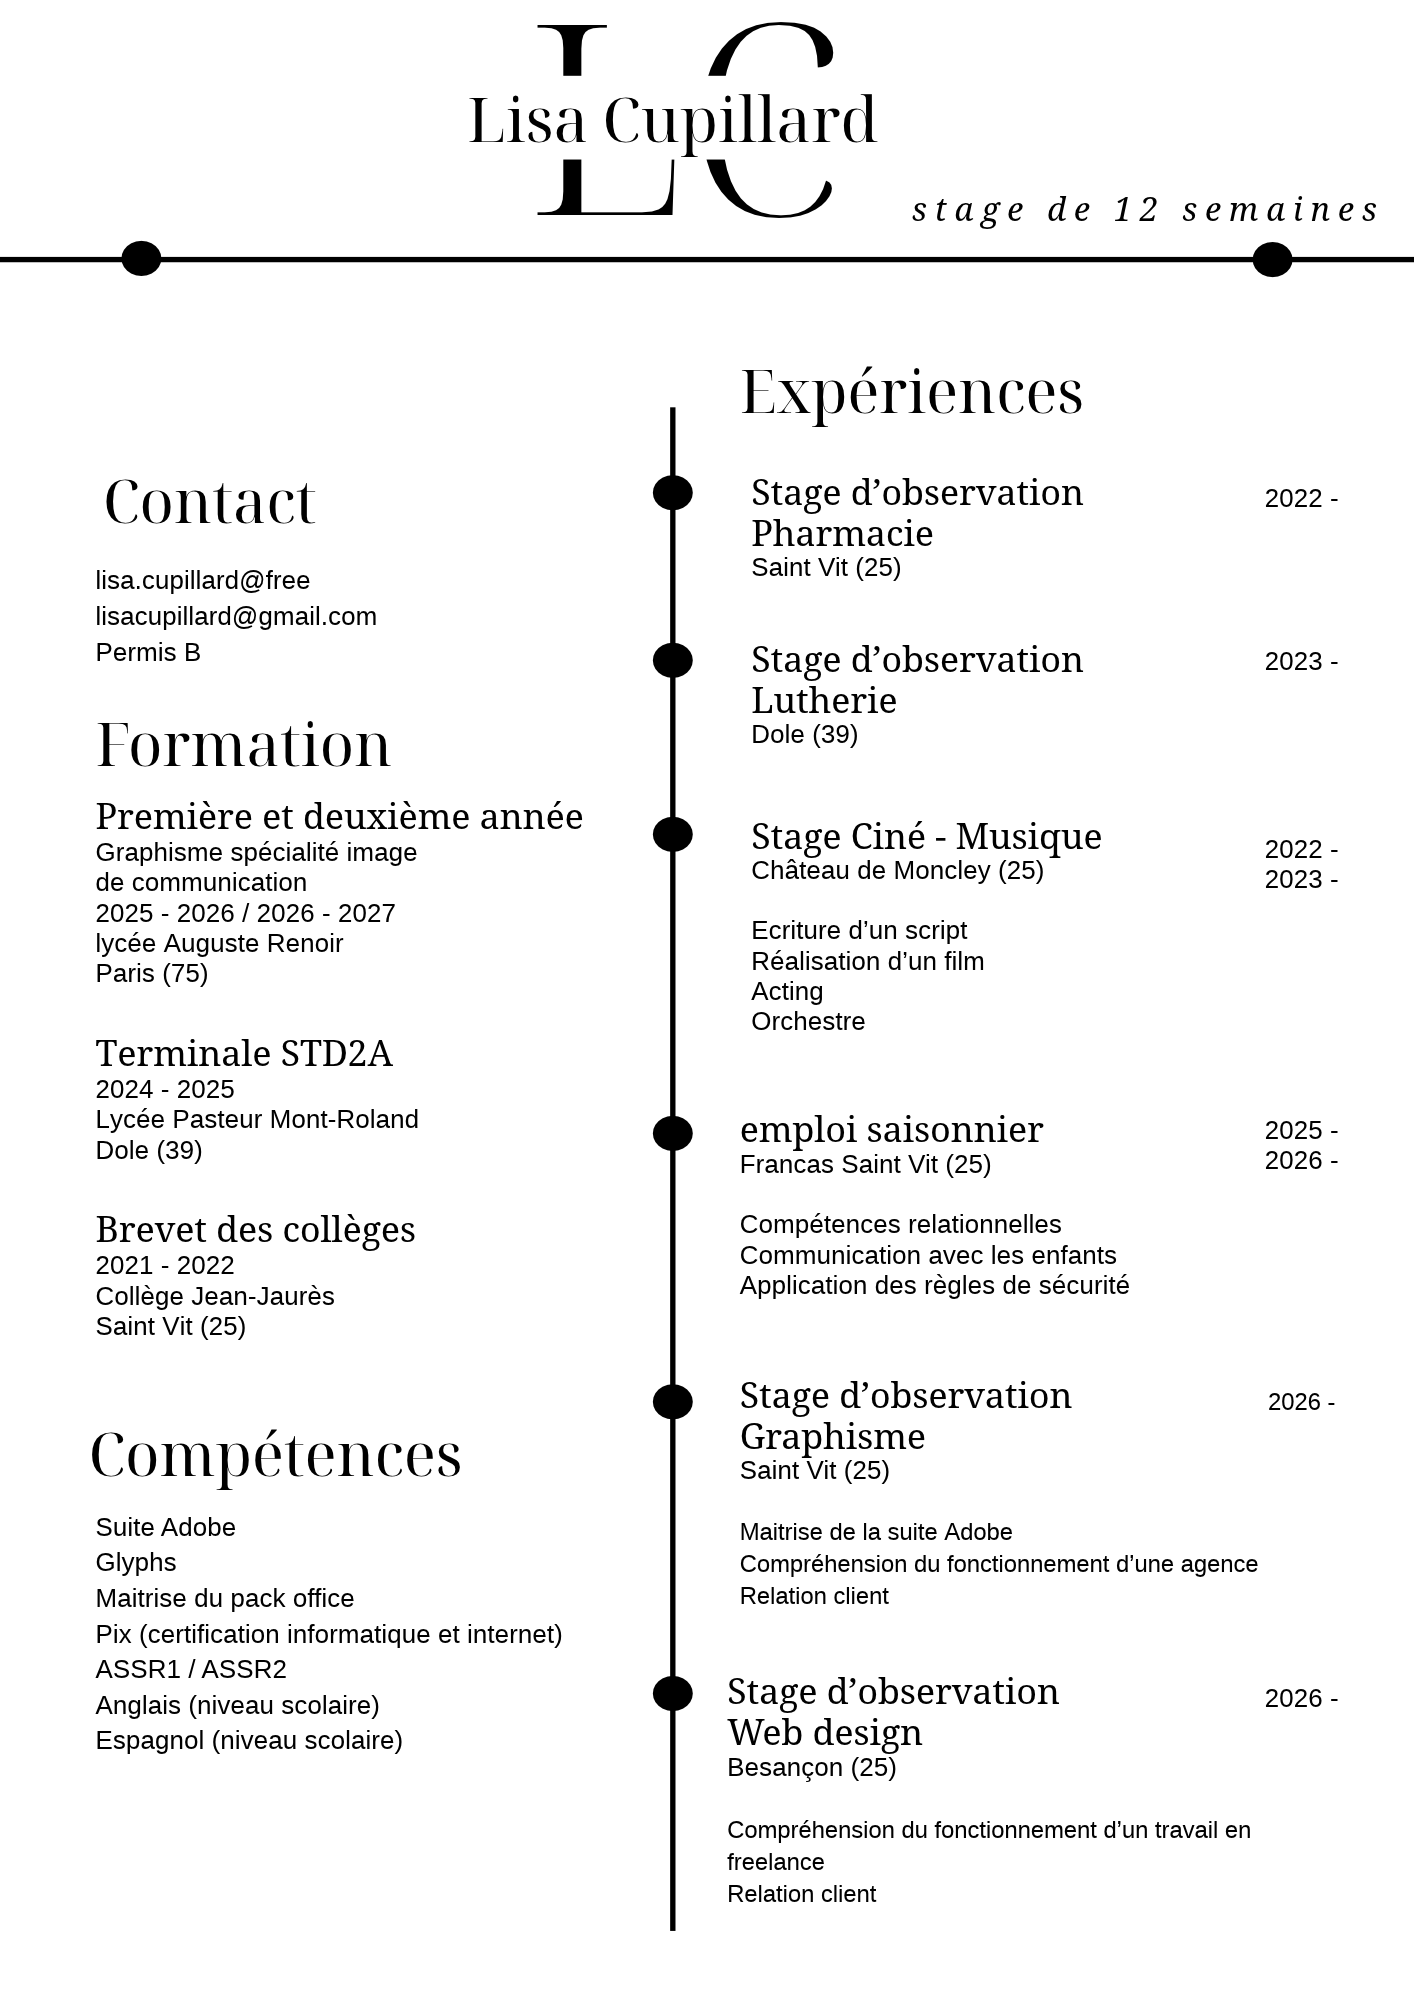 LC
Lisa Cupillard
stage de 12 semaines
Contact
lisa.cupillard@free
lisacupillard@gmail.com
Permis B
Formation
Première et deuxième année
Graphisme spécialité image
de communication
2025 - 2026 / 2026 - 2027
lycée Auguste Renoir
Paris (75)
Terminale STD2A
2024 - 2025
Lycée Pasteur Mont-Roland
Dole (39)
Brevet des collèges
2021 - 2022
Collège Jean-Jaurès
Saint Vit (25)
Compétences
Suite Adobe
Glyphs
Maitrise du pack office
Pix (certification informatique et internet)
ASSR1 / ASSR2
Anglais (niveau scolaire)
Espagnol (niveau scolaire)
Expériences
Stage d’observation
2022 -
Pharmacie
Saint Vit (25)
Stage d’observation
2023 -
Lutherie
Dole (39)
Stage Ciné - Musique
2022 -
Château de Moncley (25)
2023 -
Ecriture d’un script
Réalisation d’un film
Acting
Orchestre
emploi saisonnier
2025 -
Francas Saint Vit (25)
2026 -
Compétences relationnelles
Communication avec les enfants
Application des règles de sécurité
Stage d’observation
2026 -
Graphisme
Saint Vit (25)
Maitrise de la suite Adobe
Compréhension du fonctionnement d’une agence
Relation client
Stage d’observation
2026 -
Web design
Besançon (25)
Compréhension du fonctionnement d’un travail en
freelance
Relation client